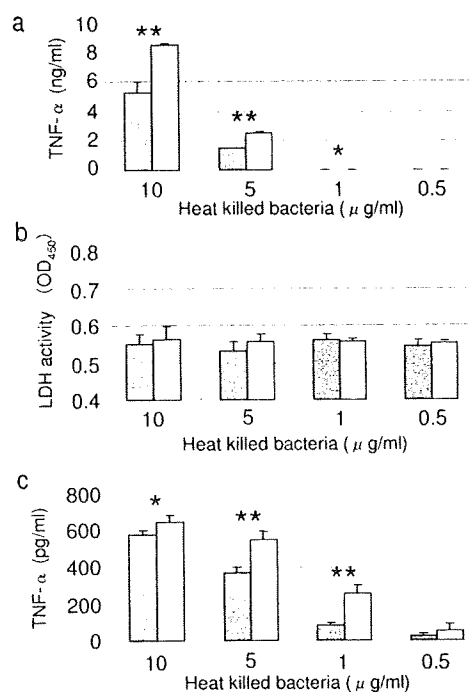 a
TNF-α (ng/ml)
10
8
6
4
2
0
**
**
*
10 5 1 0.5
Heat killed bacteria (μ g/ml)
b
LDH activity (OD450)
0.8
0.7
0.6
0.5
0.4
10 5 1 0.5
Heat killed bacteria (μ g/ml)
c
TNF-α (pg/ml)
800
600
400
200
0
*
**
**
10 5 1 0.5
Heat killed bacteria (μ g/ml)